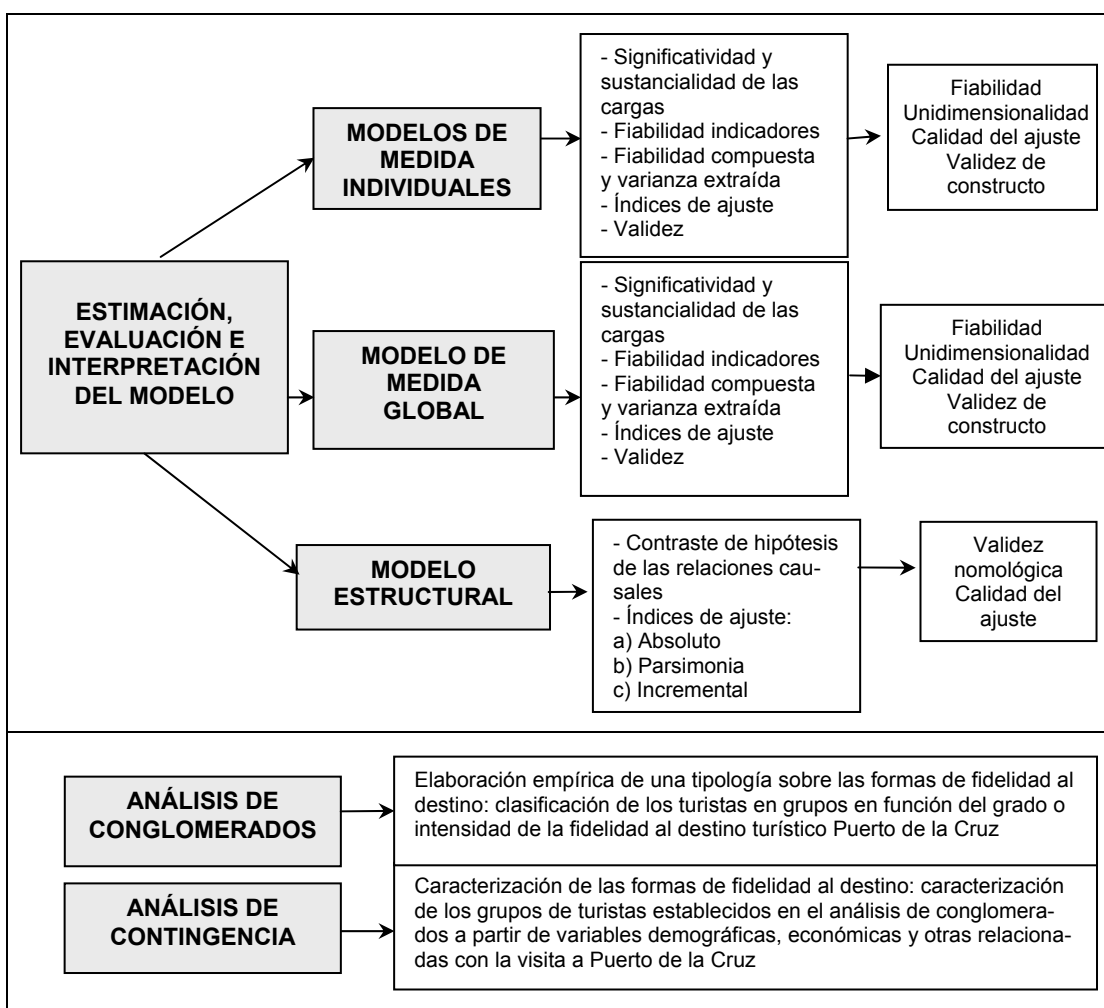 ESTIMACIÓN,
EVALUACIÓN E
INTERPRETACIÓN
DEL MODELO
MODELOS DE
MEDIDA
INDIVIDUALES
- Significatividad y
sustancialidad de las
cargas
- Fiabilidad indicadores
- Fiabilidad compuesta
y varianza extraída
- Índices de ajuste
- Validez
Fiabilidad
Unidimensionalidad
Calidad del ajuste
Validez de
constructo
MODELO DE
MEDIDA
GLOBAL
- Significatividad y
sustancialidad de las
cargas
- Fiabilidad indicadores
- Fiabilidad compuesta
y varianza extraída
- Índices de ajuste
- Validez
Fiabilidad
Unidimensionalidad
Calidad del ajuste
Validez de
constructo
MODELO
ESTRUCTURAL
- Contraste de hipótesis
de las relaciones cau-
sales
- Índices de ajuste:
a) Absoluto
b) Parsimonia
c) Incremental
Validez
nomológica
Calidad del
ajuste
ANÁLISIS DE
CONGLOMERADOS
Elaboración empírica de una tipología sobre las formas de fidelidad al
destino: clasificación de los turistas en grupos en función del grado o
intensidad de la fidelidad al destino turístico Puerto de la Cruz
ANÁLISIS DE
CONTINGENCIA
Caracterización de las formas de fidelidad al destino: caracterización
de los grupos de turistas establecidos en el análisis de conglomera-
dos a partir de variables demográficas, económicas y otras relaciona-
das con la visita a Puerto de la Cruz